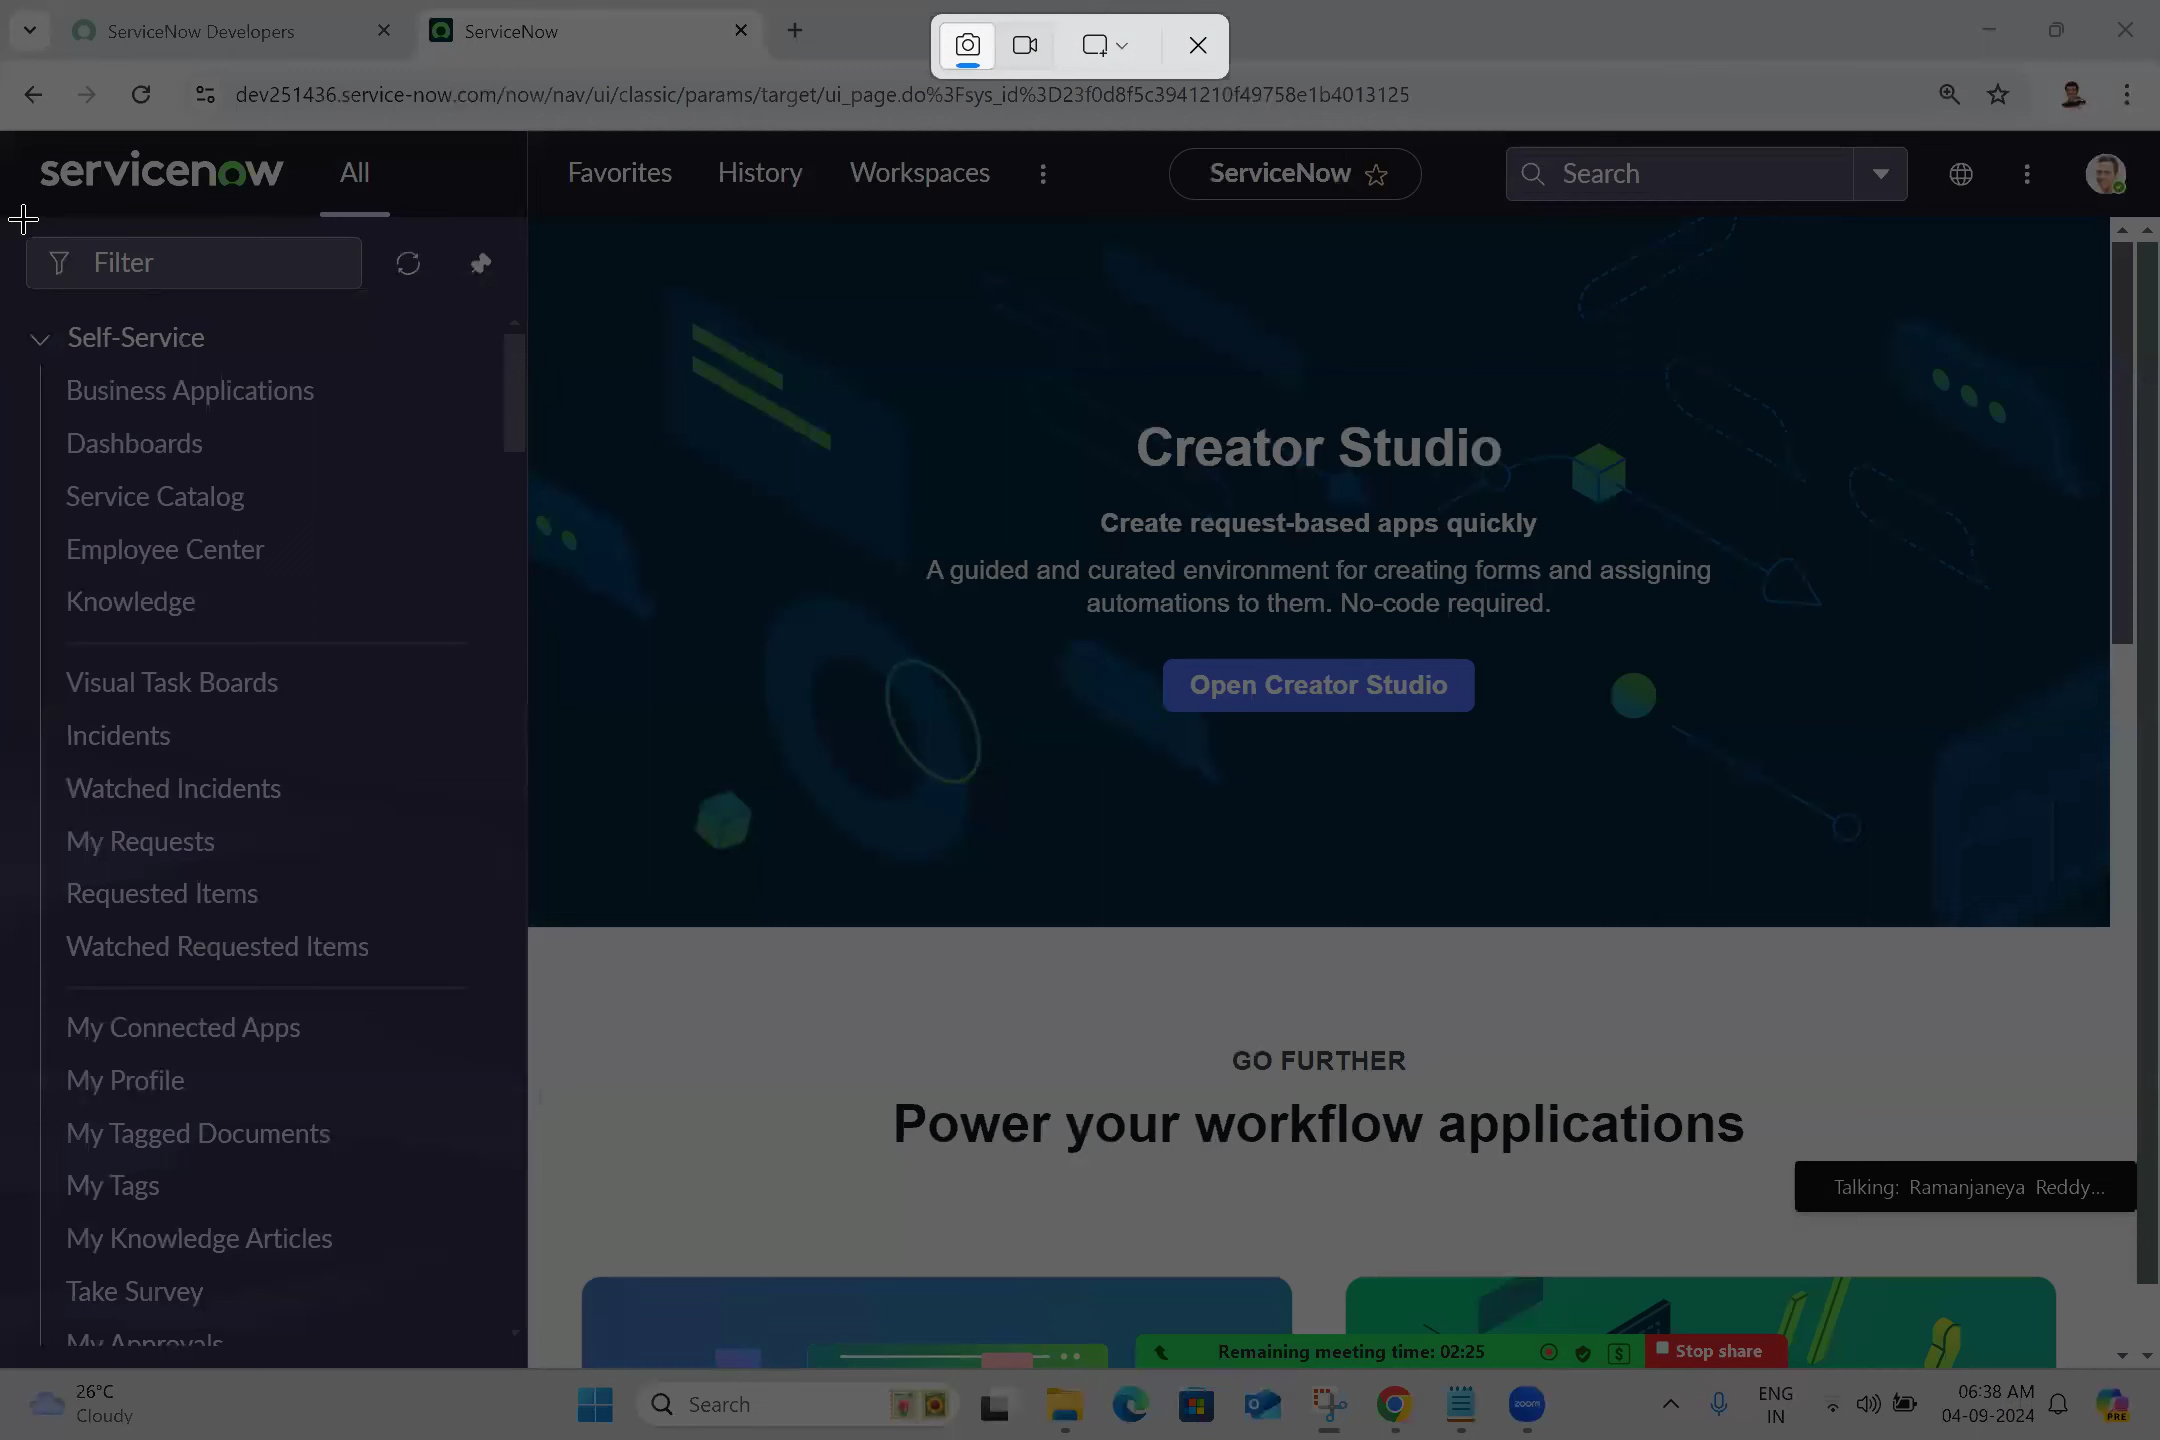 ServiceNow Developers
ServiceNow
dev251436.service-now.com/now/nav/ui/classic/params/target/ui_page.do%3Fsys_id%3D23f0d8f5c3941210f49758e1b4013125
servicenow
All
Favorites
History
Workspaces
ServiceNow
Search
Filter
Self-Service
Business Applications
Dashboards
Service Catalog
Employee Center
Knowledge
Visual Task Boards
Incidents
Watched Incidents
My Requests
Requested Items
Watched Requested Items
My Connected Apps
My Profile
My Tagged Documents
My Tags
My Knowledge Articles
Take Survey
My Approvals
Creator Studio
Create request-based apps quickly
A guided and curated environment for creating forms and assigning
automations to them. No-code required.
Open Creator Studio
GO FURTHER
Power your workflow applications
Talking: Ramanjaneya Reddy...
Remaining meeting time: 02:25
Stop share
26°C
Cloudy
Search
zoom
ENG
IN
06:38 AM
04-09-2024
PRE